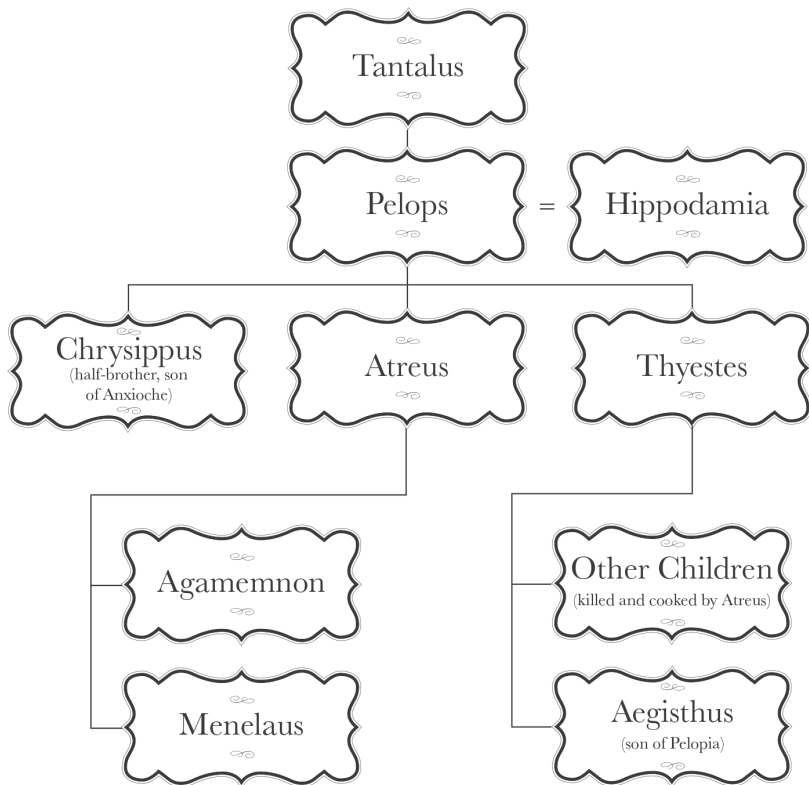 Tantalus
Pelops = Hippodamia
Chrysippus
(half-brother, son
of Anxioche)
Atreus
Thyestes
Agamemnon
Other Children
(killed and cooked by Atreus)
Menelaus
Aegisthus
(son of Pelopia)